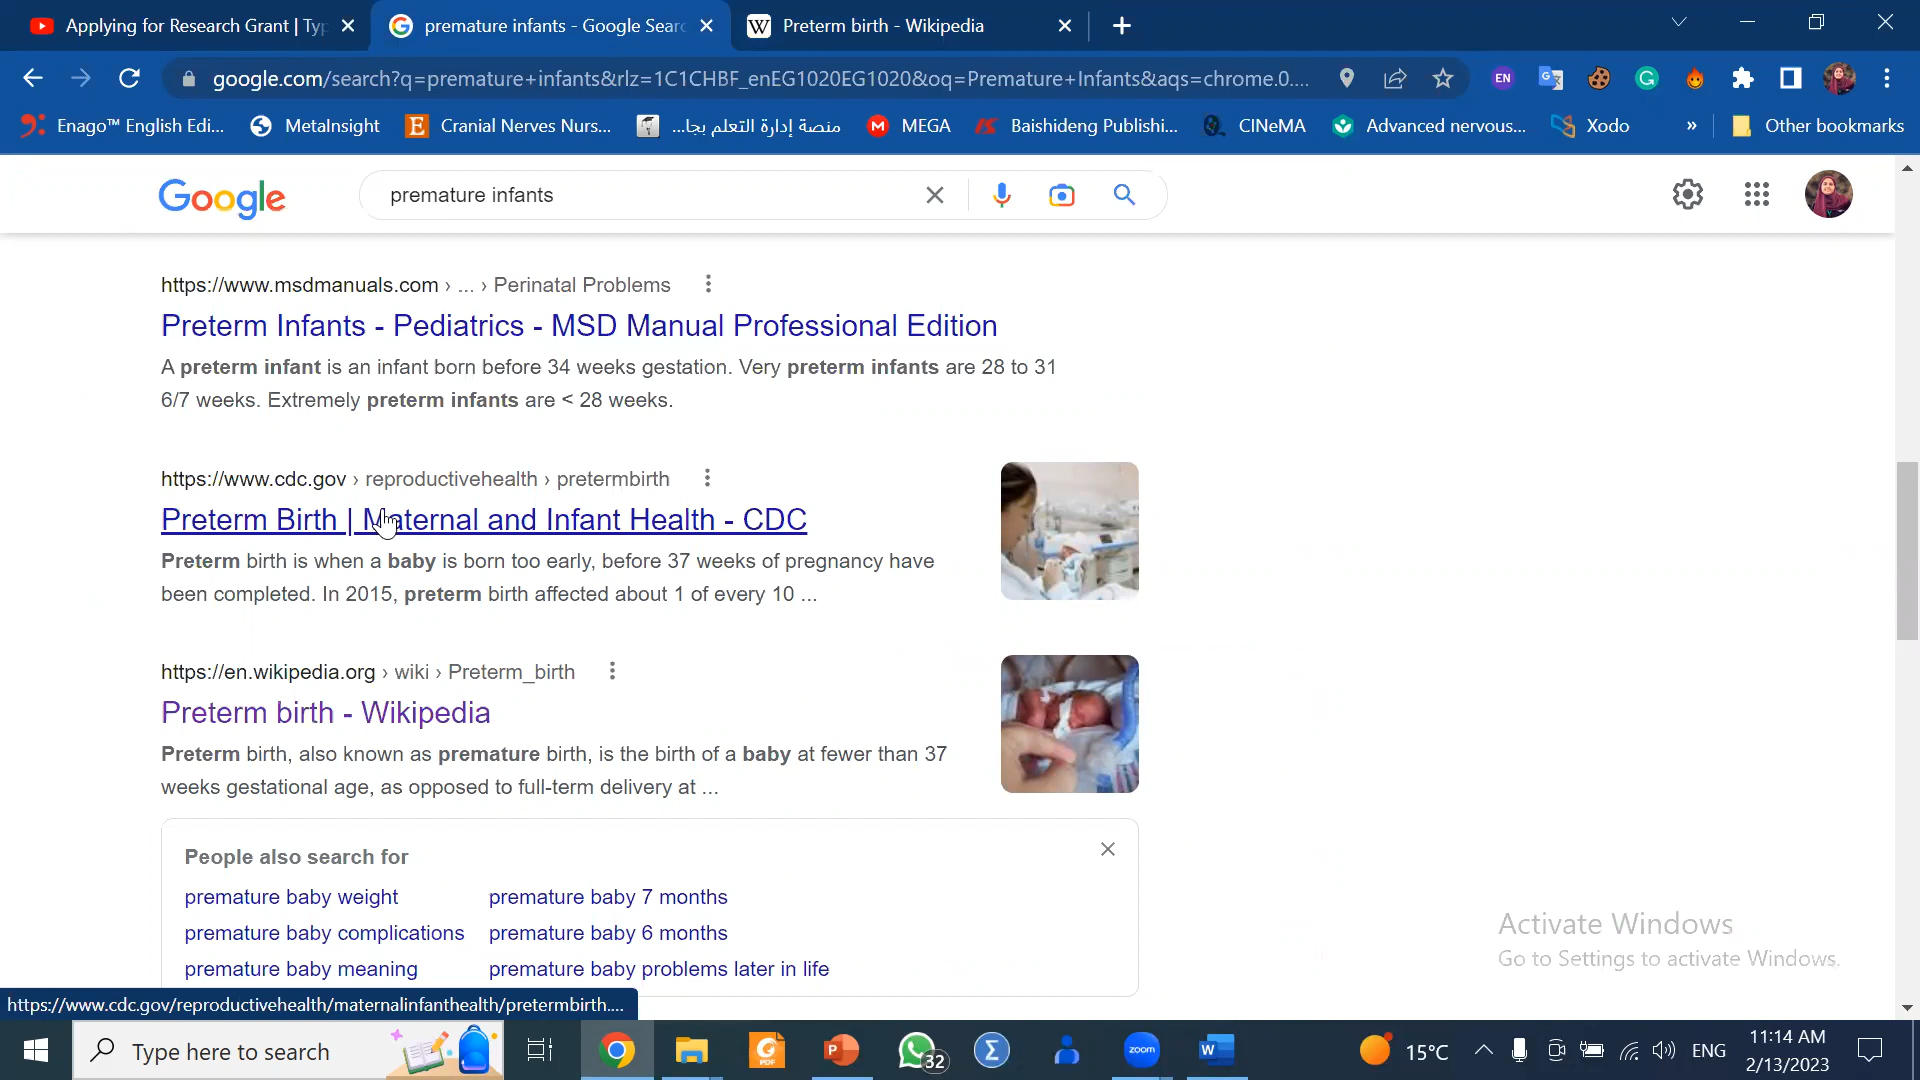 Applying for Research Grant | Typ
premature infants - Google Searc
Preterm birth - Wikipedia
google.com/search?q=premature+infants&rlz=1C1CHBF_enEG1020EG1020&oq=Premature+Infants&aqs=chrome.0....
EN
Enago™ English Edi...
MetaInsight
Cranial Nerves Nurs...
منصة إدارة التعلم بجا...
MEGA
Baishideng Publishi...
CINeMA
Advanced nervous...
Xodo
»
Other bookmarks
Google
premature infants
https://www.msdmanuals.com › ... › Perinatal Problems
Preterm Infants - Pediatrics - MSD Manual Professional Edition
A preterm infant is an infant born before 34 weeks gestation. Very preterm infants are 28 to 31
6/7 weeks. Extremely preterm infants are < 28 weeks.
https://www.cdc.gov › reproductivehealth › pretermbirth
Preterm Birth | Maternal and Infant Health - CDC
Preterm birth is when a baby is born too early, before 37 weeks of pregnancy have
been completed. In 2015, preterm birth affected about 1 of every 10 ...
https://en.wikipedia.org › wiki › Preterm_birth
Preterm birth - Wikipedia
Preterm birth, also known as premature birth, is the birth of a baby at fewer than 37
weeks gestational age, as opposed to full-term delivery at ...
People also search for
premature baby weight
premature baby 7 months
premature baby complications
premature baby 6 months
premature baby meaning
premature baby problems later in life
Activate Windows
Go to Settings to activate Windows.
https://www.cdc.gov/reproductivehealth/maternalinfanthealth/pretermbirth....
Type here to search
PDF
P
32
Σ
zoom
W
15°C
ENG
11:14 AM
2/13/2023